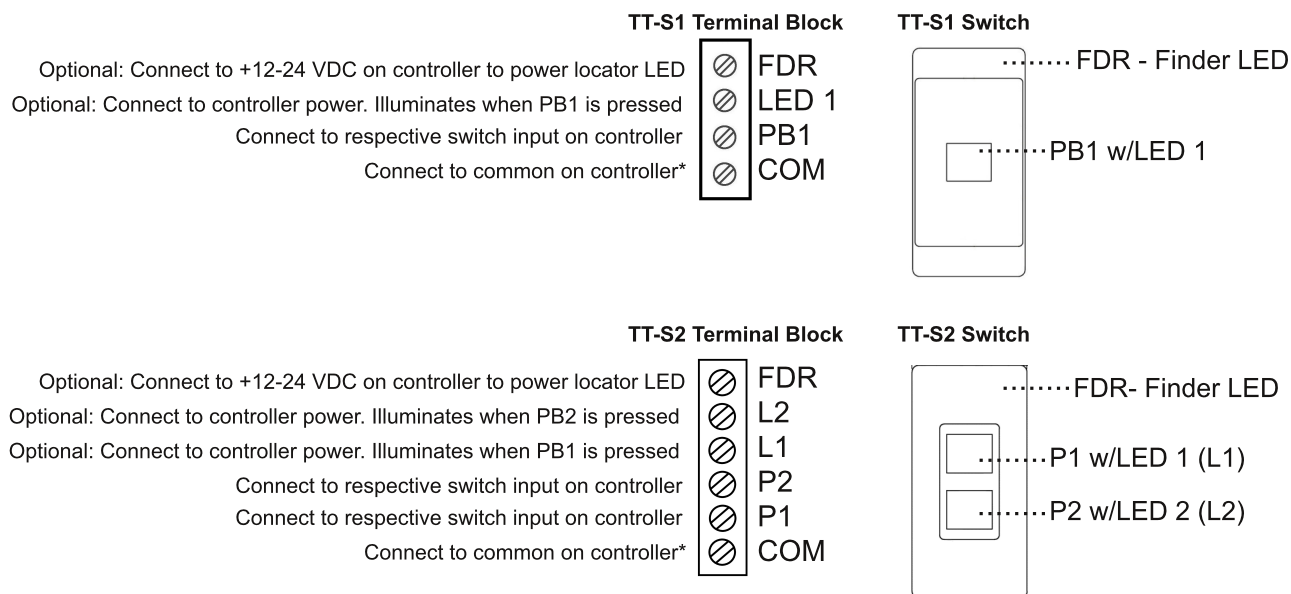 TT-S1 Terminal Block TT-S1 Switch
Optional: Connect to +12-24 VDC on controller to power locator LED FDR FDR - Finder LED
Optional: Connect to controller power. Illuminates when PB1 is pressed LED 1
Connect to respective switch input on controller PB1 PB1 w/LED 1
Connect to common on controller* COM
TT-S2 Terminal Block TT-S2 Switch
Optional: Connect to +12-24 VDC on controller to power locator LED FDR FDR- Finder LED
Optional: Connect to controller power. Illuminates when PB2 is pressed L2
Optional: Connect to controller power. Illuminates when PB1 is pressed L1 P1 w/LED 1 (L1)
Connect to respective switch input on controller P2
Connect to respective switch input on controller P1 P2 w/LED 2 (L2)
Connect to common on controller* COM